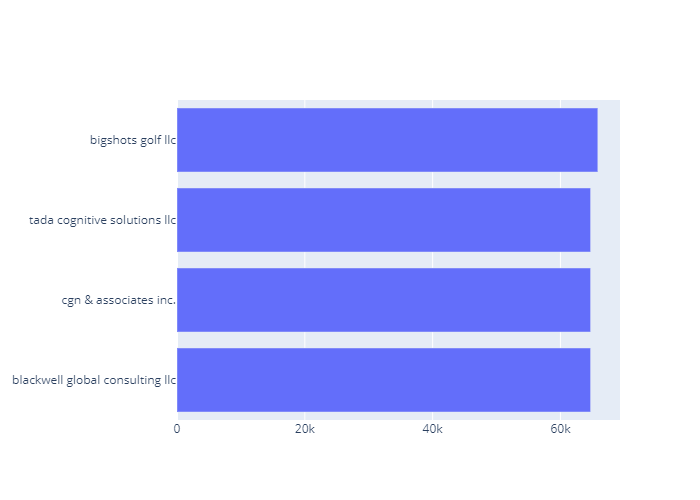 bigshots golf llc
tada cognitive solutions llc
cgn & associates inc.
blackwell global consulting llc
0 20k 40k 60k